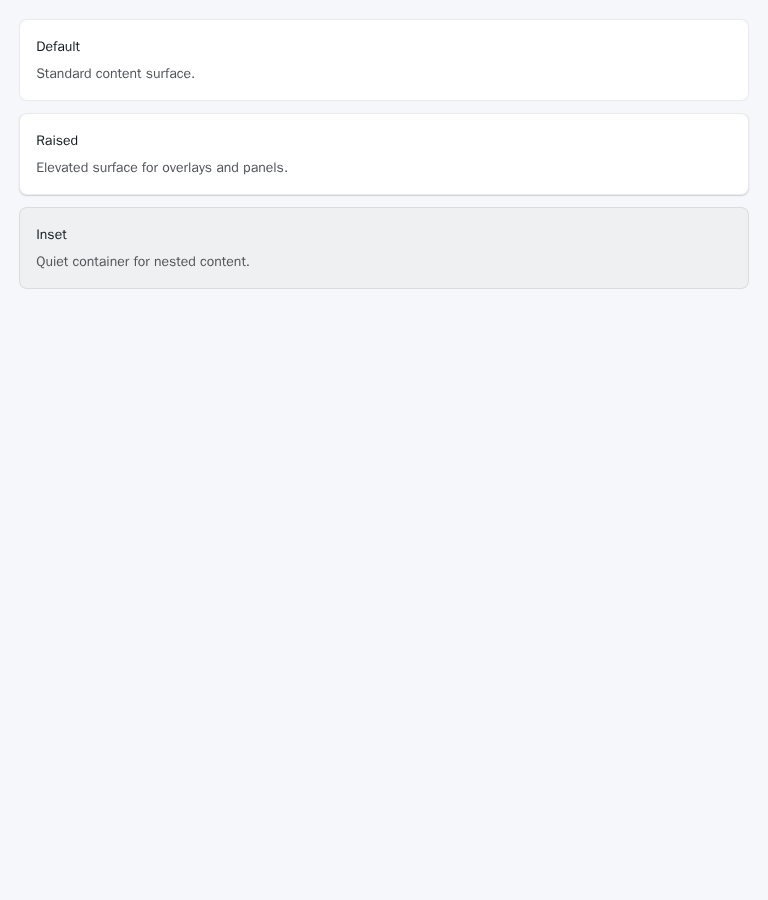 Default
Standard content surface.
Raised
Elevated surface for overlays and panels.
Inset
Quiet container for nested content.